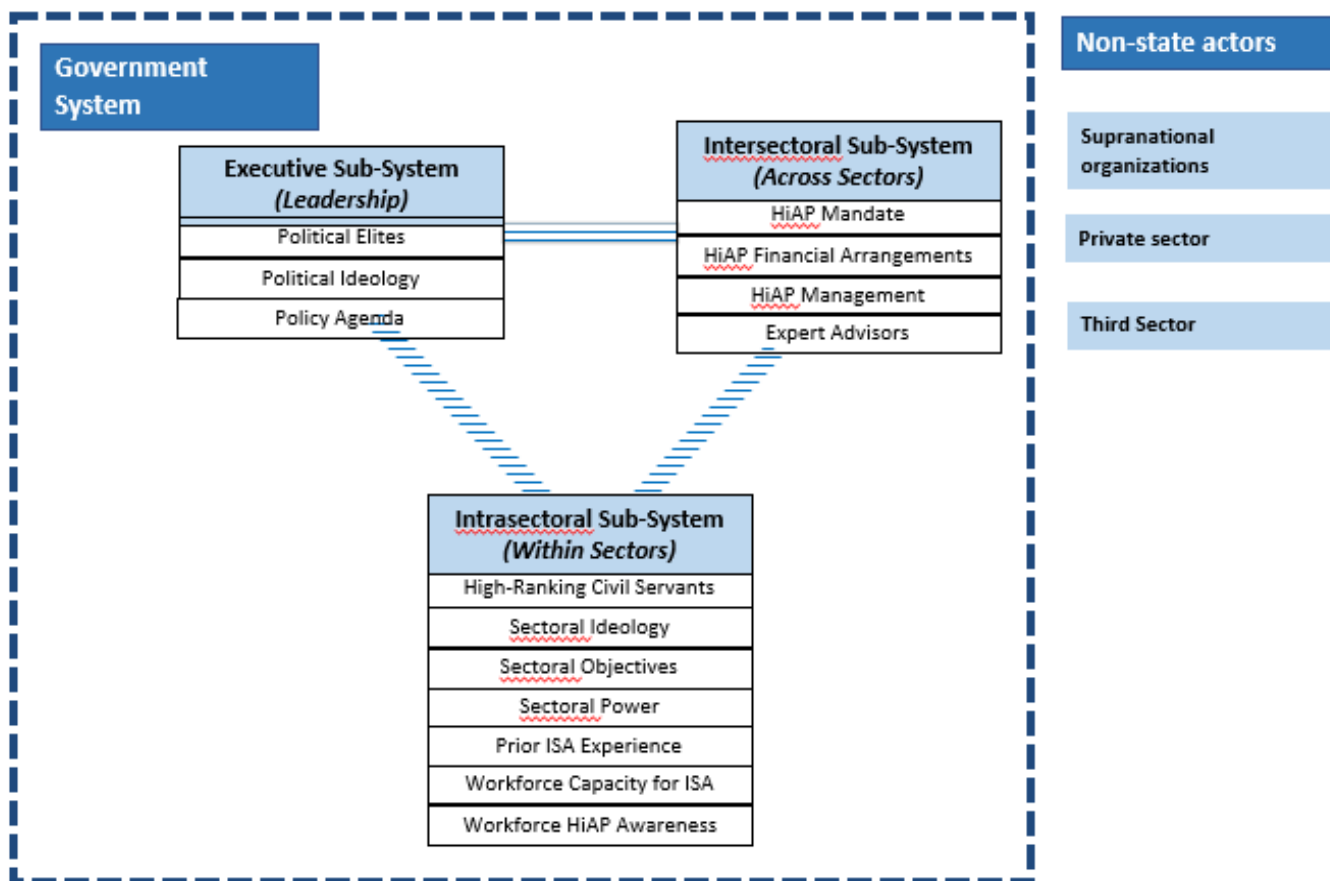 Government
System
Executive Sub-System
(Leadership)
Political Elites
Political Ideology
Policy Agenda
Intersectoral Sub-System
(Across Sectors)
HiAP Mandate
HiAP Financial Arrangements
HiAP Management
Expert Advisors
Intrasectoral Sub-System
(Within Sectors)
High-Ranking Civil Servants
Sectoral Ideology
Sectoral Objectives
Sectoral Power
Prior ISA Experience
Workforce Capacity for ISA
Workforce HiAP Awareness
Non-state actors
Supranational
organizations
Private sector
Third Sector